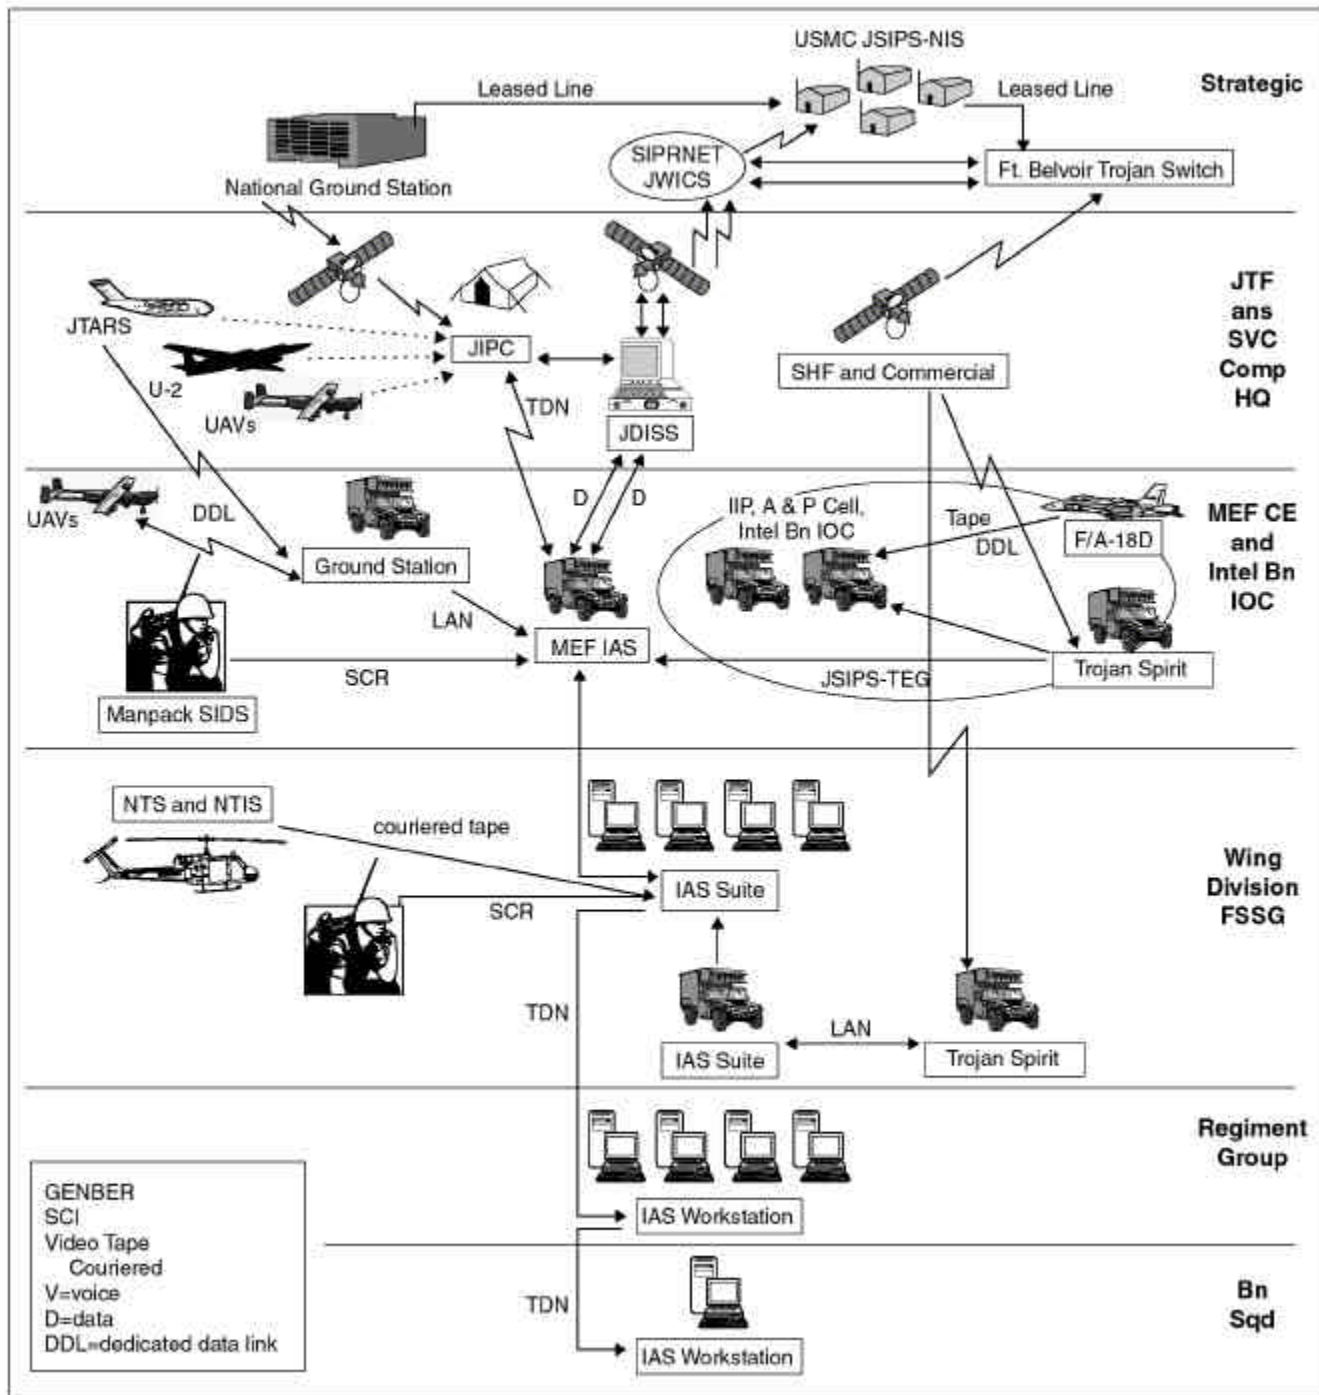 USMC JSIPS-NIS
Strategic
Leased Line
Leased Line
SIPRNET
JWICS
Ft. Belvoir Trojan Switch
National Ground Station
JTF
ans
SVC
Comp
HQ
JTARS
JIPC
U-2
UAVs
TDN
JDISS
SHF and Commercial
MEF CE
and
Intel Bn
IOC
UAVs
DDL
D
D
IIP, A & P Cell,
Intel Bn IOC
Tape
DDL
F/A-18D
Ground Station
LAN
MEF IAS
SCR
JSIPS-TEG
Trojan Spirit
Manpack SIDS
NTS and NTIS
couriered tape
Wing
Division
FSSG
IAS Suite
SCR
TDN
LAN
IAS Suite
Trojan Spirit
Regiment
Group
IAS Workstation
GENBER
SCI
Video Tape
Couriered
V=voice
D=data
DDL=dedicated data link
TDN
Bn
Sqd
IAS Workstation